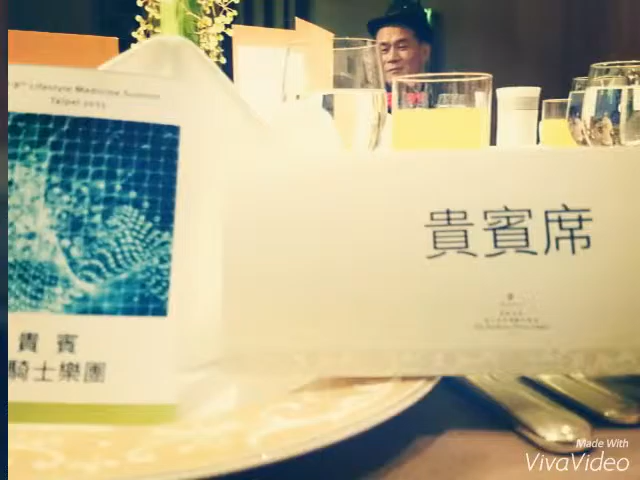 Lifestyle Medicine Summit
Taipei
貴賓
騎士樂團
貴賓席
Made With
VivaVideo